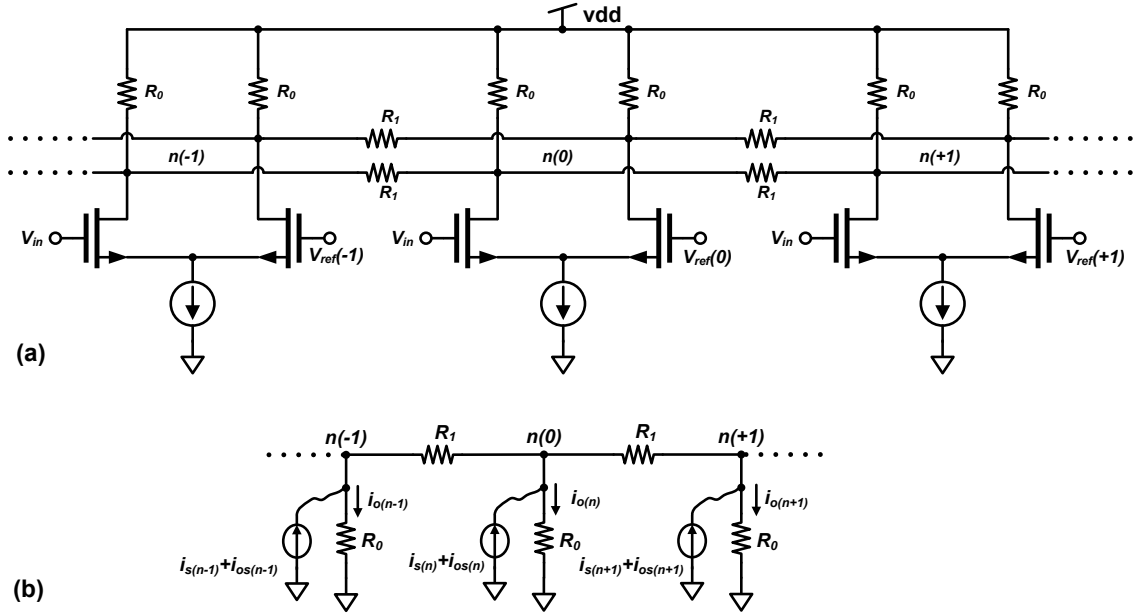 vdd
R0 R0 R0 R0 R0 R0
R1 R1
n(-1) n(0) n(+1)
R1 R1
Vin Vref(-1) Vin Vref(0) Vin Vref(+1)
(a)
n(-1) R1 n(0) R1 n(+1)
io(n-1) io(n) io(n+1)
R0 R0 R0
is(n-1)+ios(n-1) is(n)+ios(n) is(n+1)+ios(n+1)
(b)